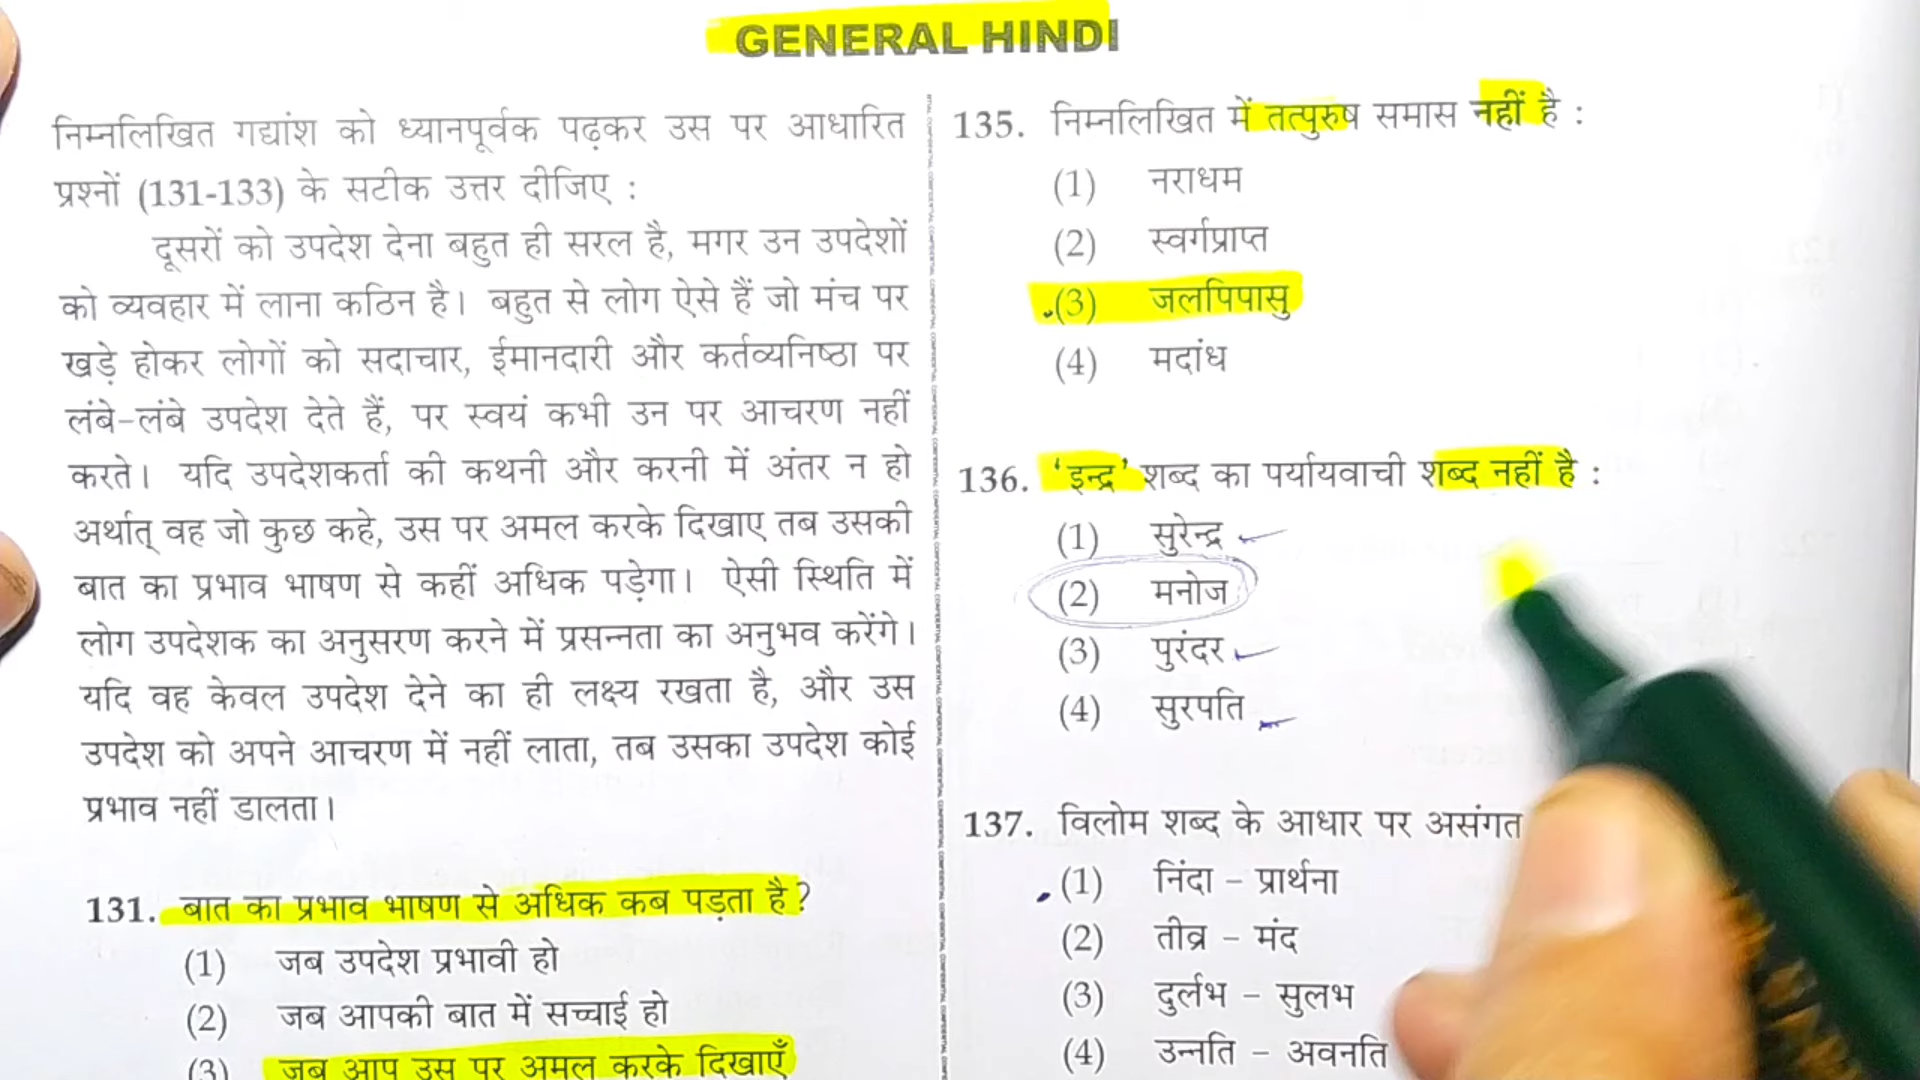 GENERAL HINDI
निम्नलिखित गद्यांश को ध्यानपूर्वक पढ़कर उस पर आधारित
प्रश्नों (131-133) के सटीक उत्तर दीजिए :
दूसरों को उपदेश देना बहुत ही सरल है, मगर उन उपदेशों
को व्यवहार में लाना कठिन है। बहुत से लोग ऐसे हैं जो मंच पर
खड़े होकर लोगों को सदाचार, ईमानदारी और कर्तव्यनिष्ठा पर
लंबे-लंबे उपदेश देते हैं, पर स्वयं कभी उन पर आचरण नहीं
करते। यदि उपदेशकर्ता की कथनी और करनी में अंतर न हो
अर्थात् वह जो कुछ कहे, उस पर अमल करके दिखाए तब उसकी
बात का प्रभाव भाषण से कहीं अधिक पड़ेगा। ऐसी स्थिति में
लोग उपदेशक का अनुसरण करने में प्रसन्नता का अनुभव करेंगे।
यदि वह केवल उपदेश देने का ही लक्ष्य रखता है, और उस
उपदेश को अपने आचरण में नहीं लाता, तब उसका उपदेश कोई
प्रभाव नहीं डालता।
131. बात का प्रभाव भाषण से अधिक कब पड़ता है?
(1) जब उपदेश प्रभावी हो
(2) जब आपकी बात में सच्चाई हो
(3) जब आप उस पर अमल करके दिखाएँ
135. निम्नलिखित में तत्पुरुष समास नहीं है :
(1) नराधम
(2) स्वर्गप्राप्त
(3) जलपिपासु
(4) मदांध
136. 'इन्द्र' शब्द का पर्यायवाची शब्द नहीं है :
(1) सुरेन्द्र
(2) मनोज
(3) पुरंदर
(4) सुरपति
137. विलोम शब्द के आधार पर असंगत
(1) निंदा - प्रार्थना
(2) तीव्र - मंद
(3) दुर्लभ - सुलभ
(4) उन्नति - अवनति